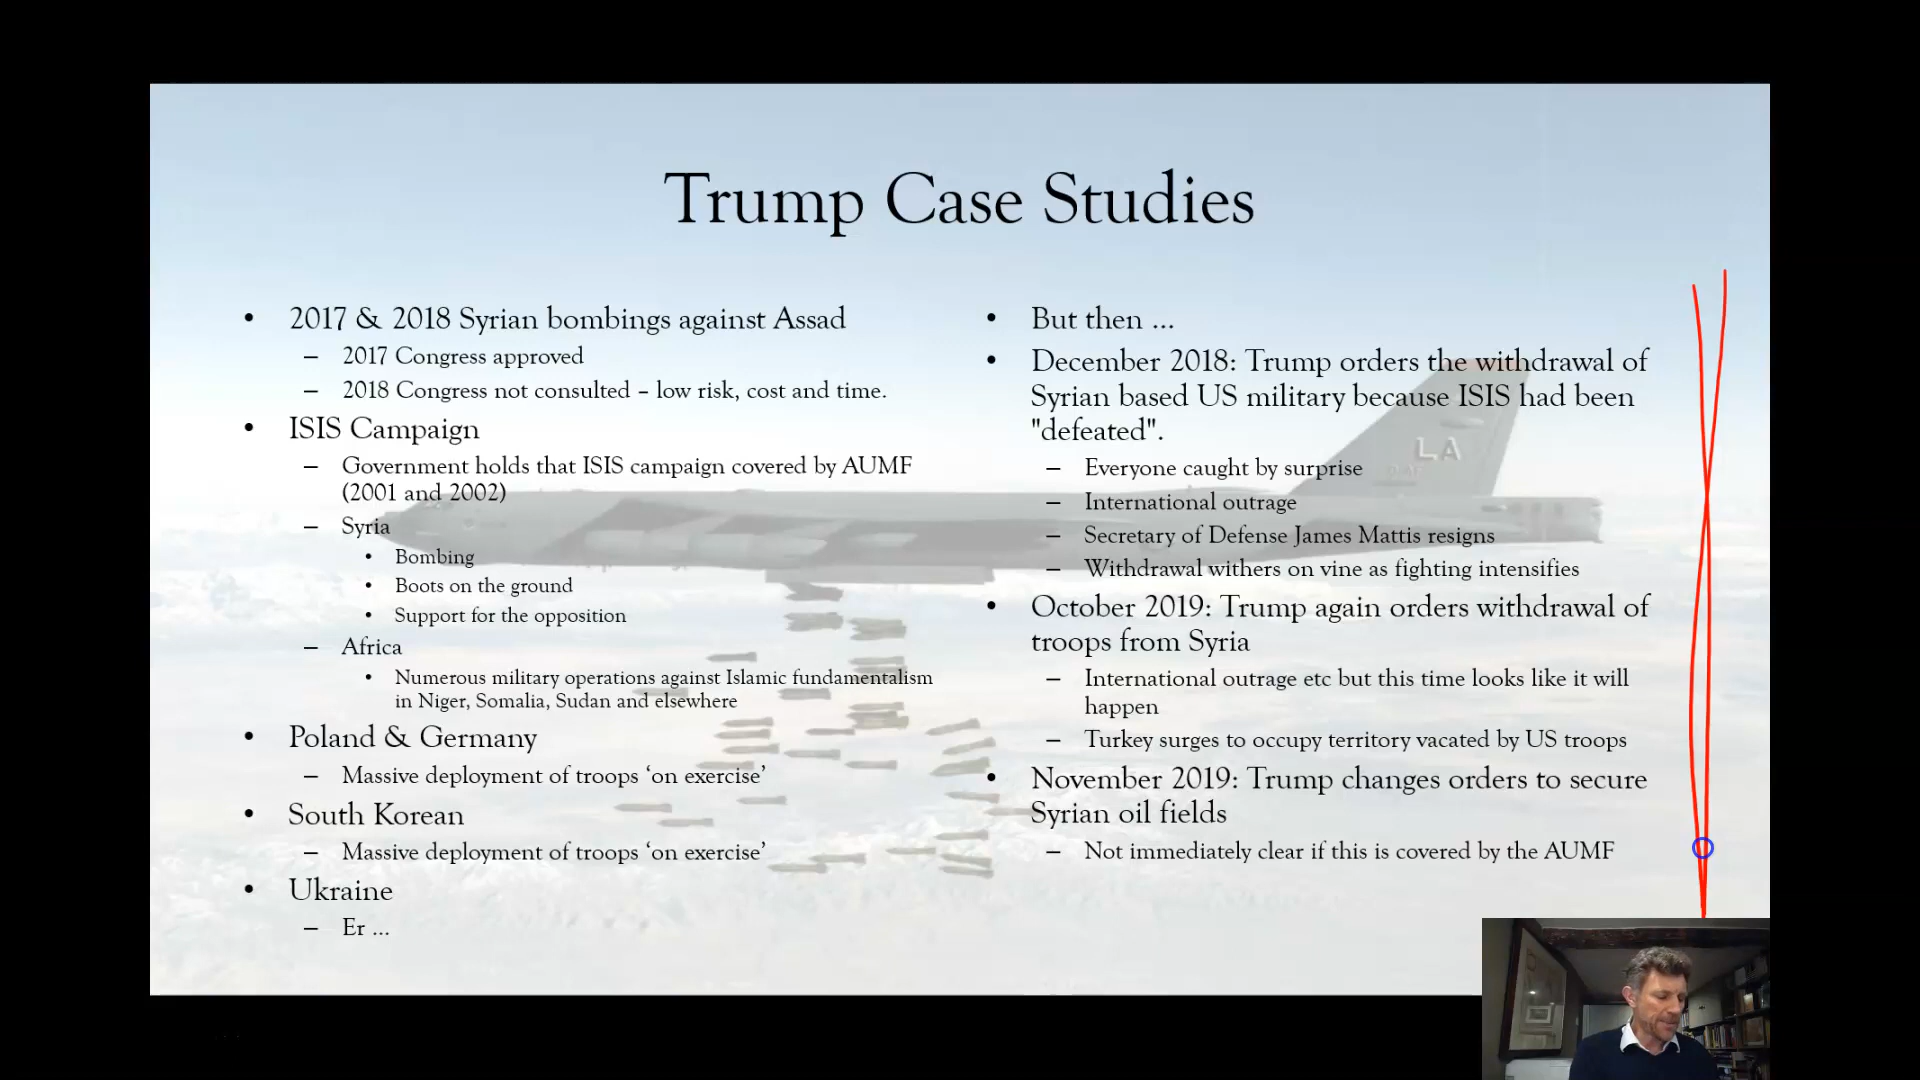 Trump Case Studies
• 2017 & 2018 Syrian bombings against Assad
– 2017 Congress approved
– 2018 Congress not consulted – low risk, cost and time.
• ISIS Campaign
– Government holds that ISIS campaign covered by AUMF
(2001 and 2002)
– Syria
• Bombing
• Boots on the ground
• Support for the opposition
– Africa
• Numerous military operations against Islamic fundamentalism
in Niger, Somalia, Sudan and elsewhere
• Poland & Germany
– Massive deployment of troops ‘on exercise’
• South Korean
– Massive deployment of troops ‘on exercise’
• Ukraine
– Er …
• But then …
• December 2018: Trump orders the withdrawal of
Syrian based US military because ISIS had been
"defeated".
– Everyone caught by surprise
– International outrage
– Secretary of Defense James Mattis resigns
– Withdrawal withers on vine as fighting intensifies
• October 2019: Trump again orders withdrawal of
troops from Syria
– International outrage etc but this time looks like it will
happen
– Turkey surges to occupy territory vacated by US troops
• November 2019: Trump changes orders to secure
Syrian oil fields
– Not immediately clear if this is covered by the AUMF
LA